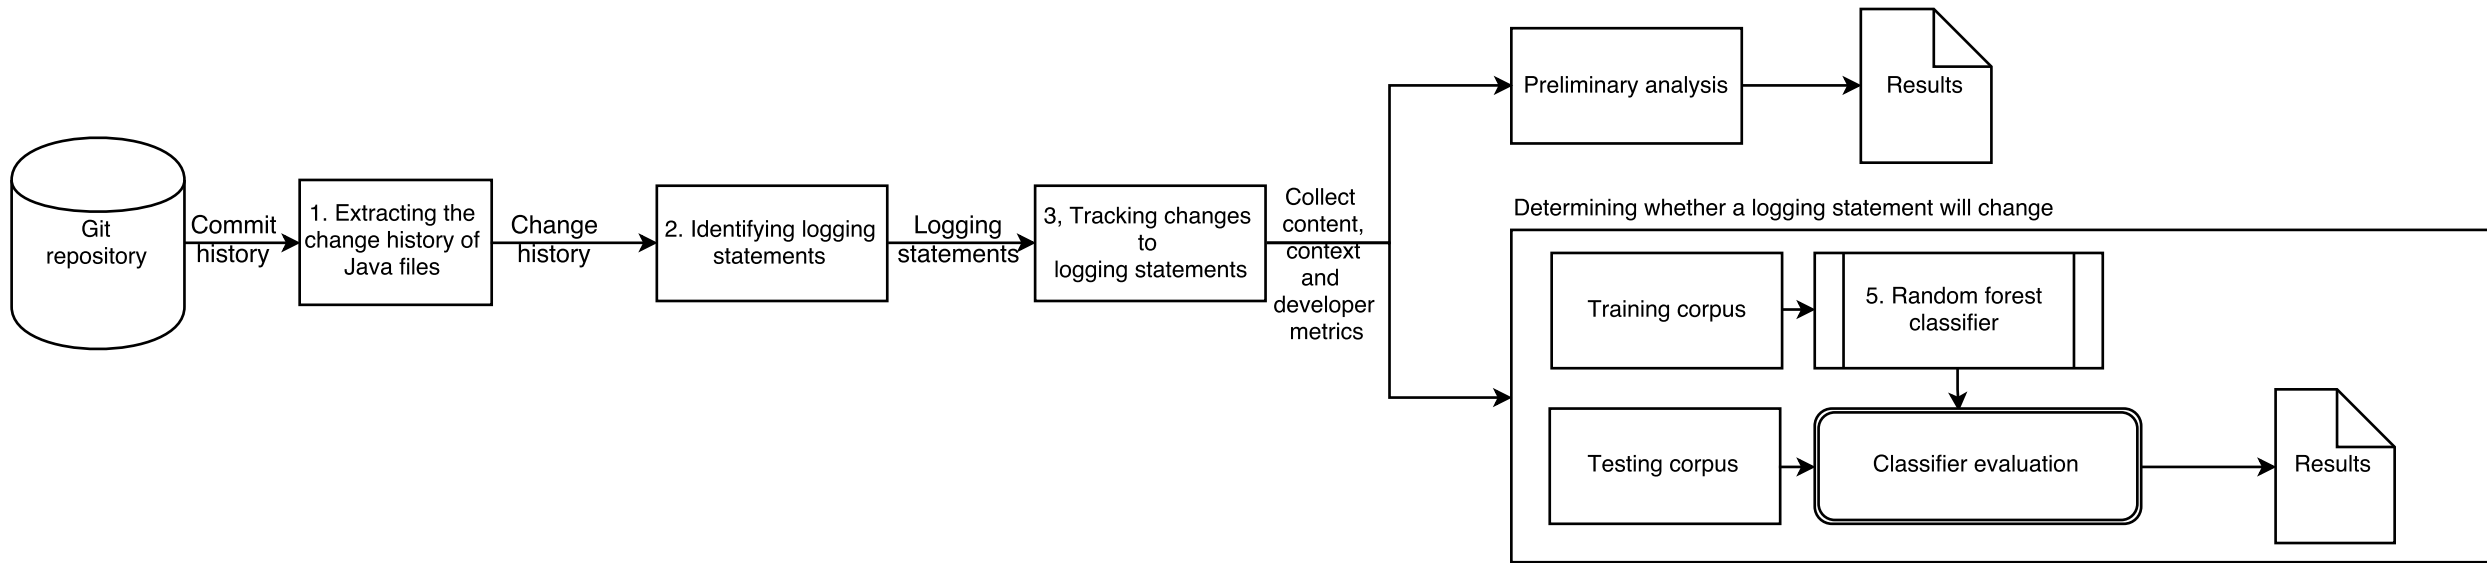 Git
repository
Commit
history
1. Extracting the
change history of
Java files
Change
history
2. Identifying logging
statements
Logging
statements
3, Tracking changes
to
logging statements
Collect
content,
context
and
developer
metrics
Preliminary analysis
Results
Determining whether a logging statement will change
Training corpus
5. Random forest
classifier
Testing corpus
Classifier evaluation
Results